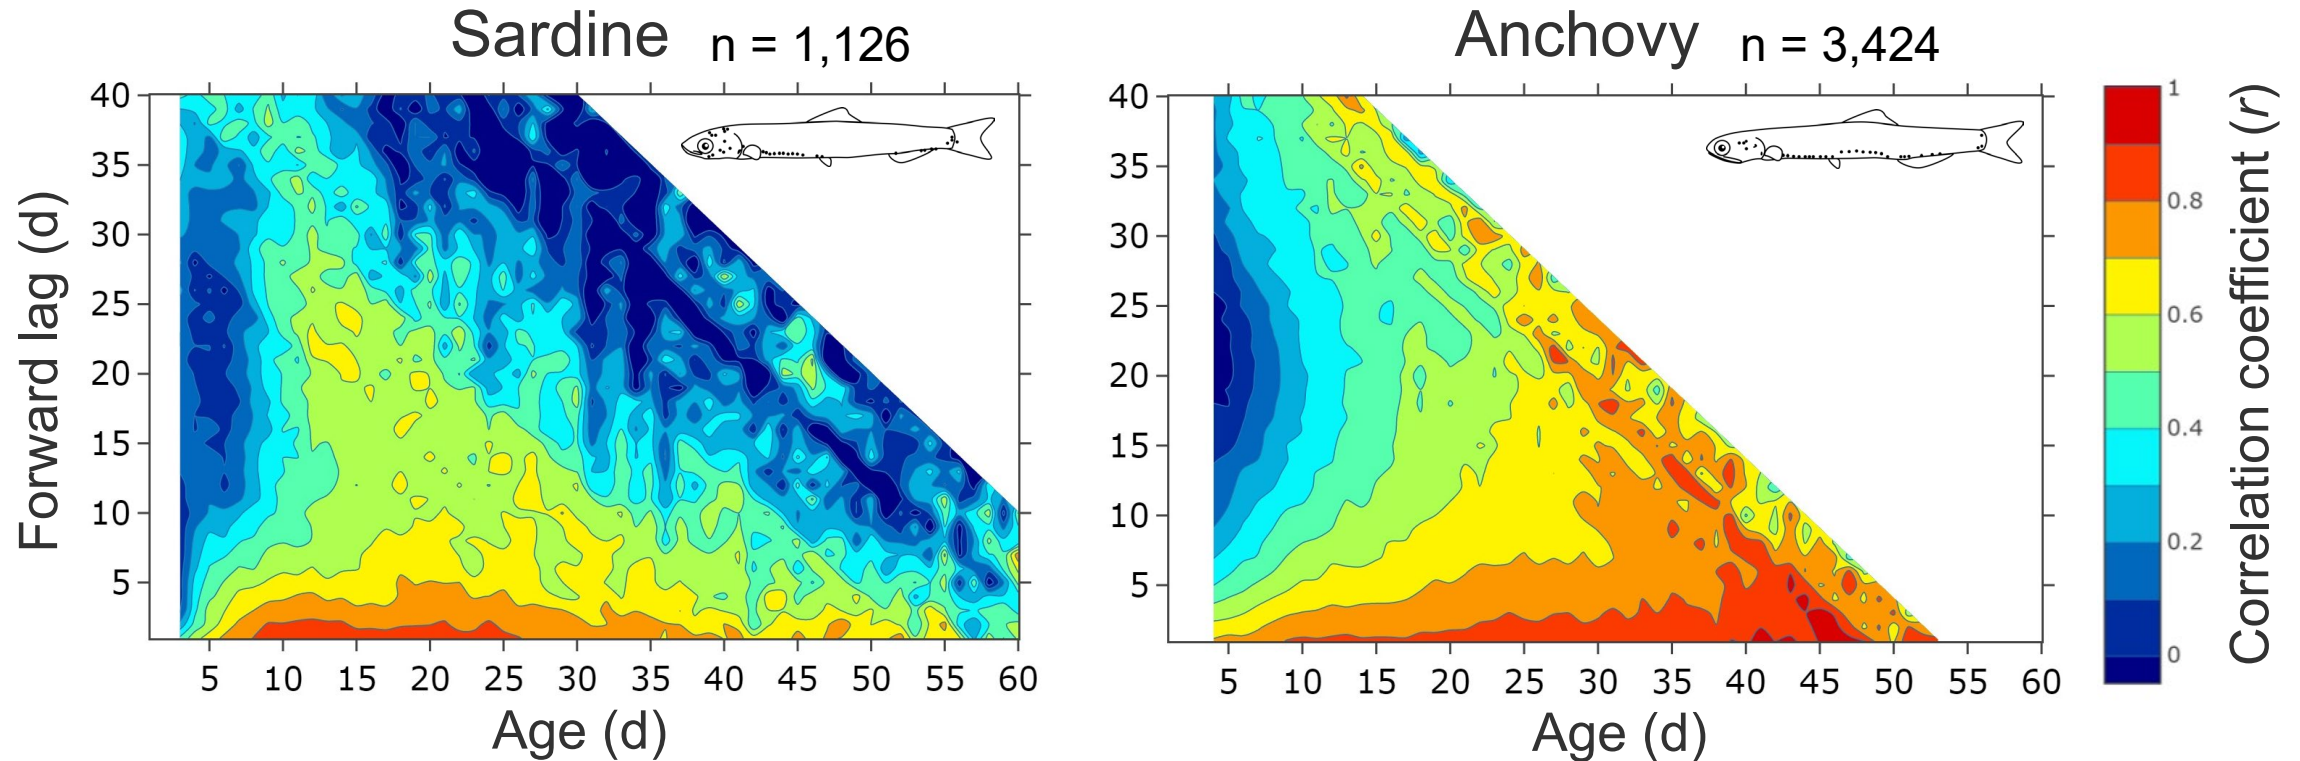 Sardine n = 1,126
Anchovy n = 3,424
Forward lag (d)
40
35
30
25
20
15
10
5
5 10 15 20 25 30 35 40 45 50 55 60
Age (d)
40
35
30
25
20
15
10
5
5 10 15 20 25 30 35 40 45 50 55 60
Age (d)
1
0.8
0.6
0.4
0.2
0
Correlation coefficient (r)